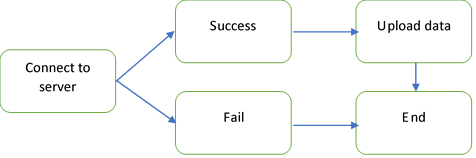 Success
Upload data
Connect to
server
Fail
End